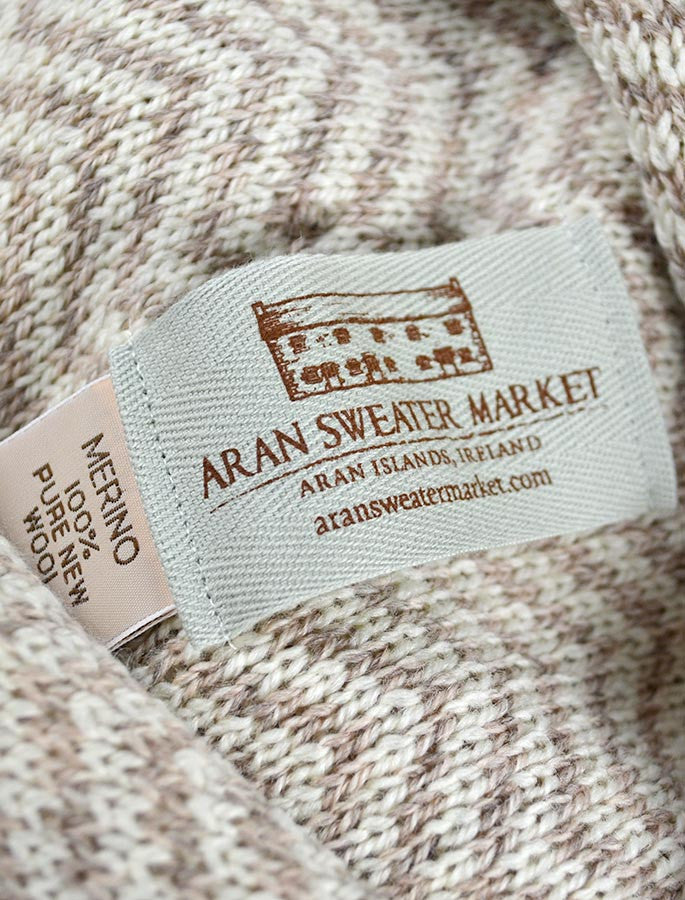 ARAN SWEATER MARKET
ARAN ISLANDS, IRELAND
aransweatermarket.com
MERINO
100%
PURE NEW
WOOL